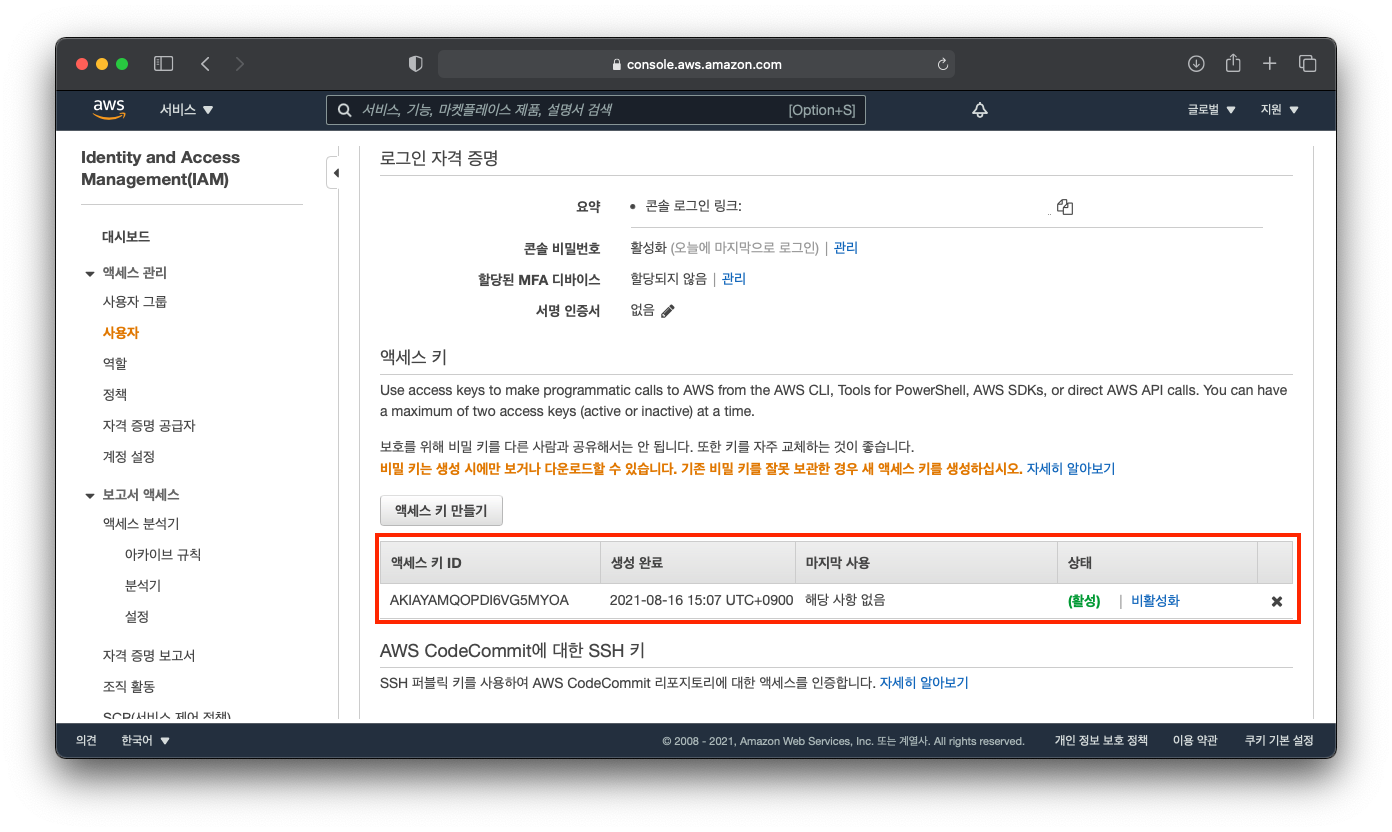 console.aws.amazon.com
aws
서비스
서비스, 기능, 마켓플레이스 제품, 설명서 검색
[Option+S]
글로벌
지원
Identity and Access
Management(IAM)
대시보드
액세스 관리
사용자 그룹
사용자
역할
정책
자격 증명 공급자
계정 설정
보고서 액세스
액세스 분석기
아카이브 규칙
분석기
설정
자격 증명 보고서
조직 활동
SCP(서비스 제어 정책)
로그인 자격 증명
요약
• 콘솔 로그인 링크:
콘솔 비밀번호
활성화 (오늘에 마지막으로 로그인) | 관리
할당된 MFA 디바이스
할당되지 않음 | 관리
서명 인증서
없음
액세스 키
Use access keys to make programmatic calls to AWS from the AWS CLI, Tools for PowerShell, AWS SDKs, or direct AWS API calls. You can have
a maximum of two access keys (active or inactive) at a time.
보호를 위해 비밀 키를 다른 사람과 공유해서는 안 됩니다. 또한 키를 자주 교체하는 것이 좋습니다.
비밀 키는 생성 시에만 보거나 다운로드할 수 있습니다. 기존 비밀 키를 잘못 보관한 경우 새 액세스 키를 생성하십시오. 자세히 알아보기
액세스 키 만들기
액세스 키 ID
생성 완료
마지막 사용
상태
AKIAYAMQOPDI6VG5MYOA
2021-08-16 15:07 UTC+0900
해당 사항 없음
(활성) | 비활성화
AWS CodeCommit에 대한 SSH 키
SSH 퍼블릭 키를 사용하여 AWS CodeCommit 리포지토리에 대한 액세스를 인증합니다. 자세히 알아보기
의견
한국어
© 2008 - 2021, Amazon Web Services, Inc. 또는 계열사. All rights reserved.
개인 정보 보호 정책
이용 약관
쿠키 기본 설정